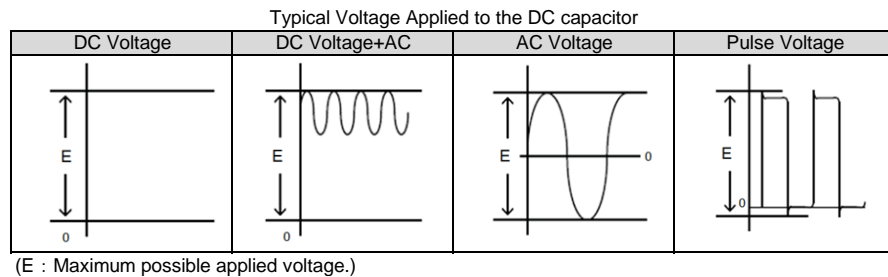 Typical Voltage Applied to the DC capacitor
DC Voltage DC Voltage+AC AC Voltage Pulse Voltage
E E E 0 E
0 0 0
(E：Maximum possible applied voltage.)